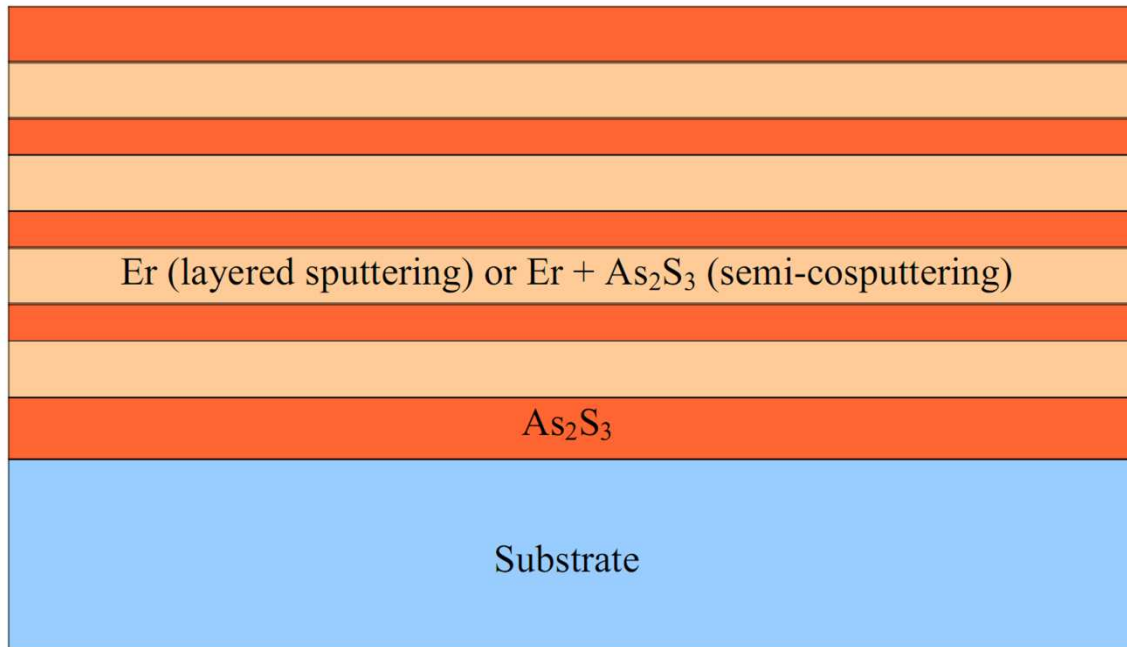 Er (layered sputtering) or Er + As₂S₃ (semi-cosputtering)
As₂S₃
Substrate